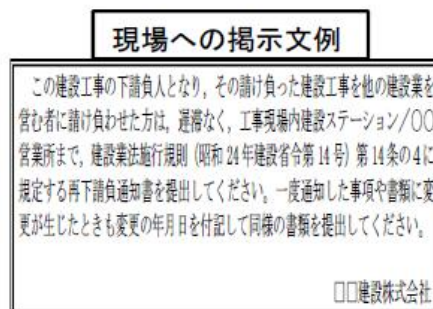 現場への掲示文例
この建設工事の下請負人となり，その請け負った建設工事を他の建設業を
営む者に請け負わせた方は，遅滞なく，工事現場内建設ステーション/〇〇
営業所まで，建設業法施行規則（昭和24年建設省令第14号）第14条の4に
規定する再下請負通知書を提出してください。一度通知した事項や書類に変
更が生じたときも変更の年月日を付記して同様の書類を提出してください。
□□建設株式会社